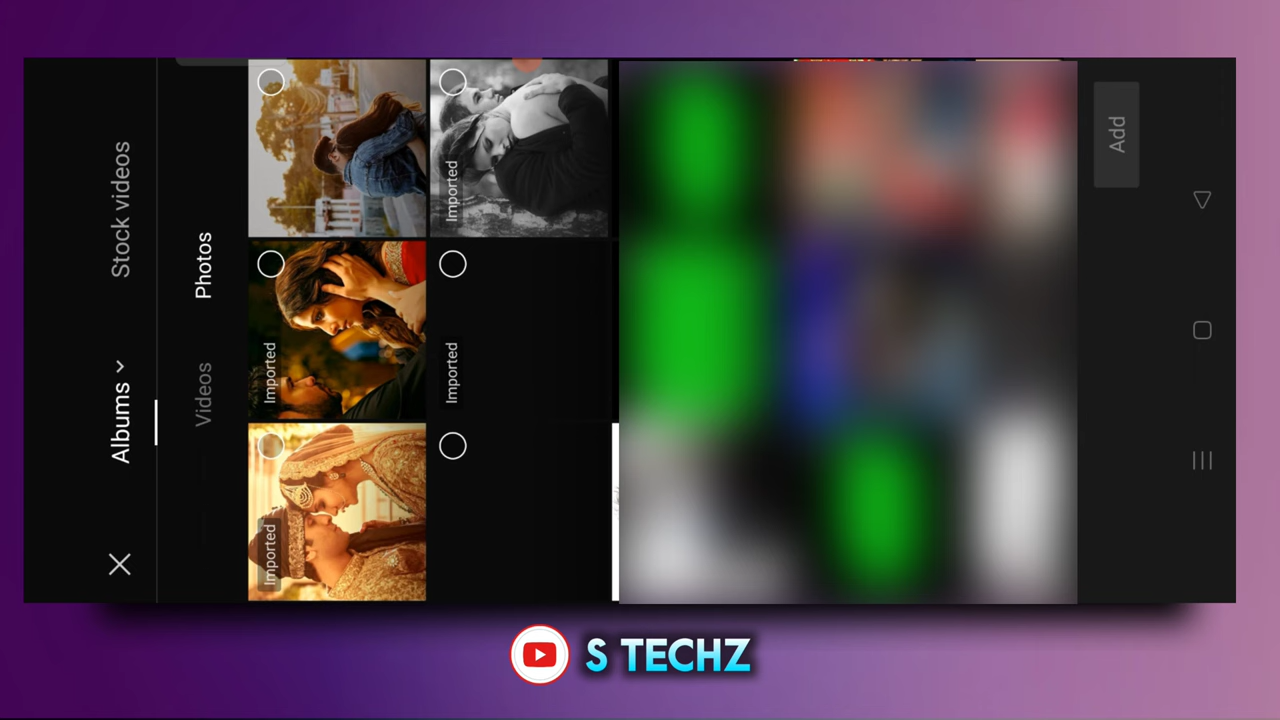 Albums
Stock videos
Videos
Photos
Imported
Imported
Imported
Imported
Add
S TECHZ